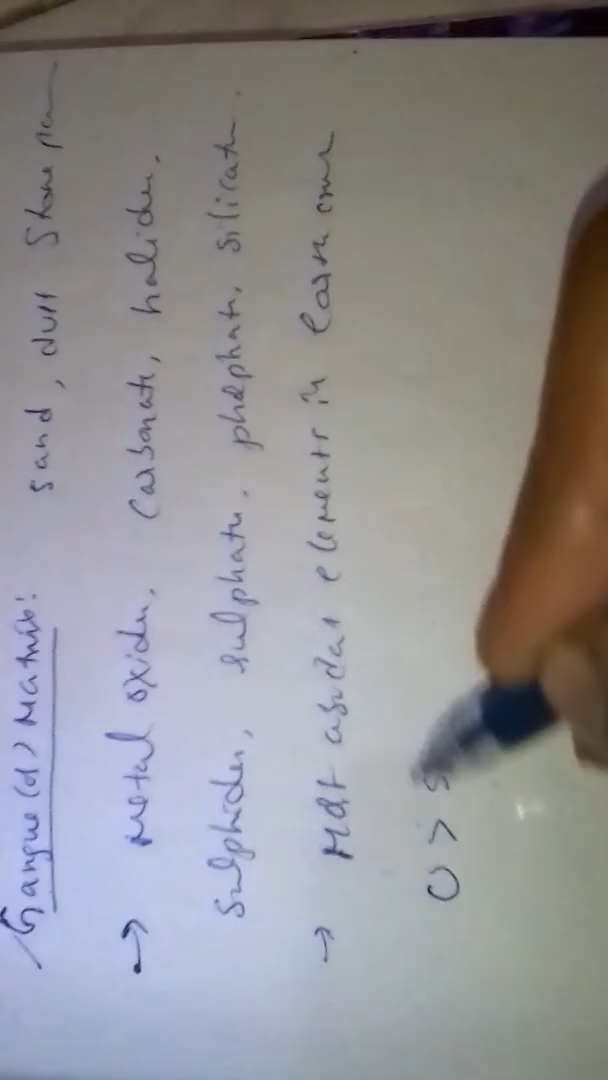 Gangue (or) Matrix: sand, dust stone
→ Metal oxides, carbonate, halides,
sulphides, sulphate, phosphate, silicate.
→ Most abundant elements in Earth crust
O > S